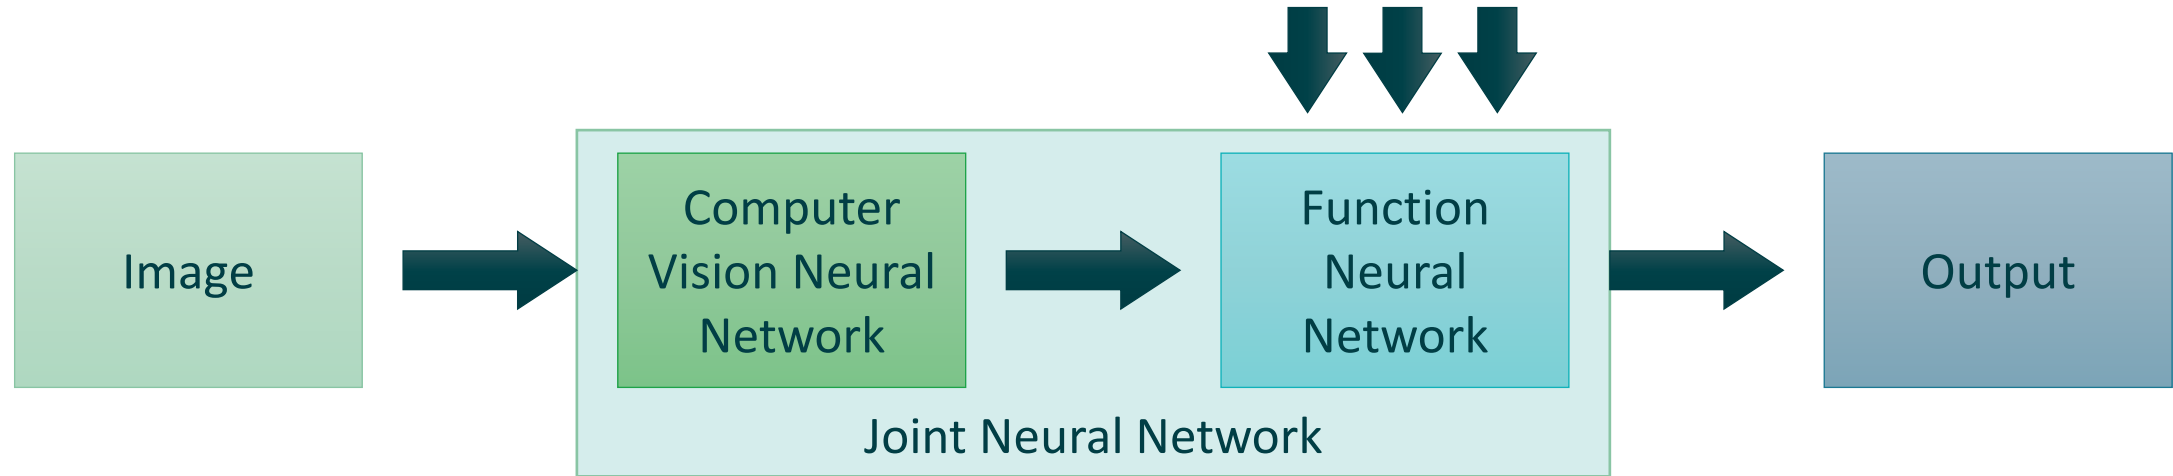 Image
Computer
Vision Neural
Network
Function
Neural
Network
Output
Joint Neural Network